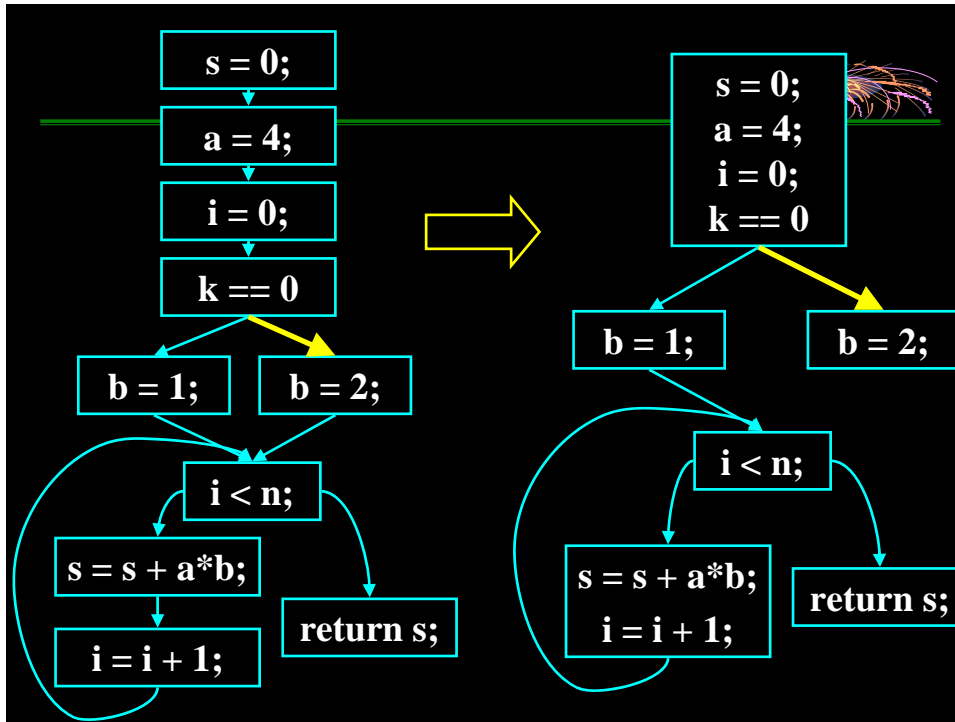 s = 0;
a = 4;
i = 0;
k == 0
b = 1;
b = 2;
i < n;
s = s + a*b;
i = i + 1;
return s;
s = 0;
a = 4;
i = 0;
k == 0
b = 1;
b = 2;
i < n;
s = s + a*b;
i = i + 1;
return s;